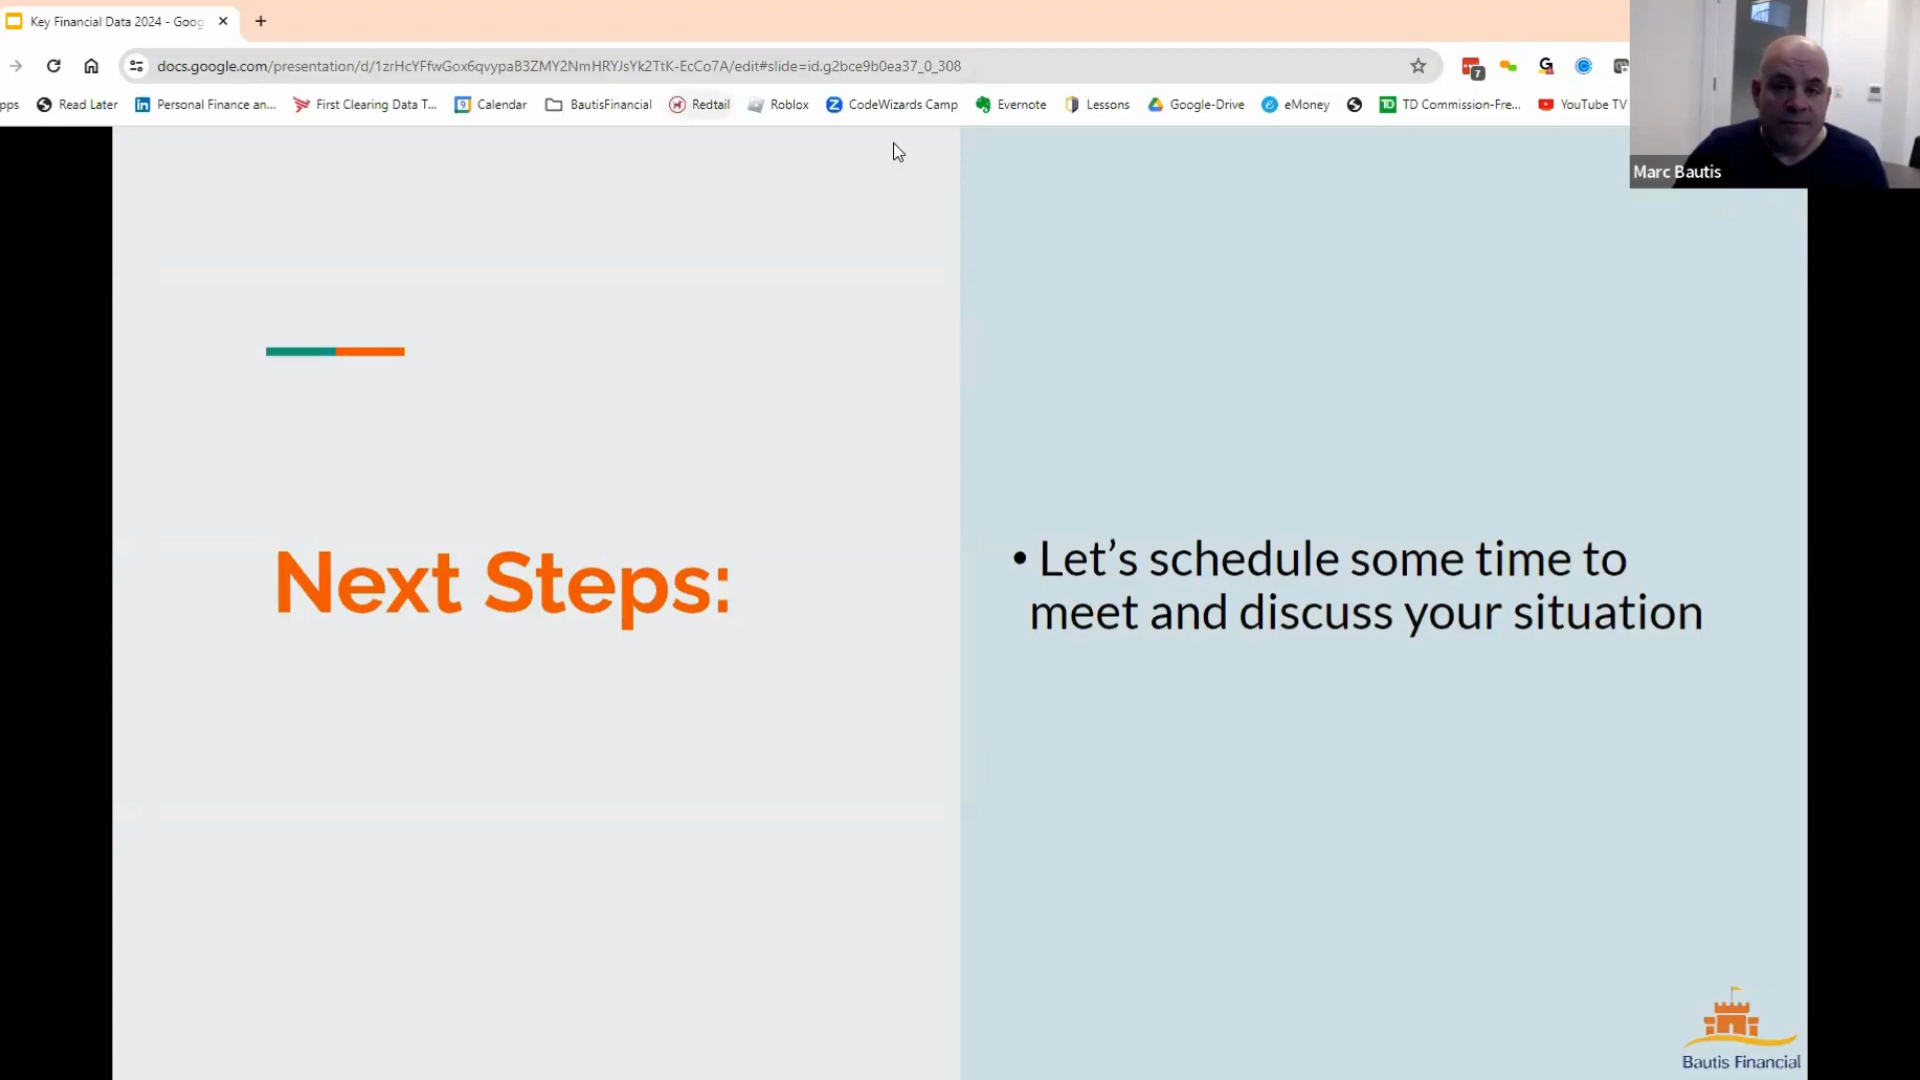 Key Financial Data 2024 - Goog
docs.google.com/presentation/d/1zrHcYFfwGox6qvypaB3ZMY2NmHRYJsYk2TtK-EcCo7A/edit#slide=id.g2bce9b0ea37_0_308
7
pps Read Later Personal Finance an... First Clearing Data T... Calendar BautisFinancial Redtail Roblox CodeWizards Camp Evernote Lessons Google-Drive eMoney TD Commission-Fre... YouTube TV
Marc Bautis
Next Steps:
• Let’s schedule some time to
meet and discuss your situation
Bautis Financial